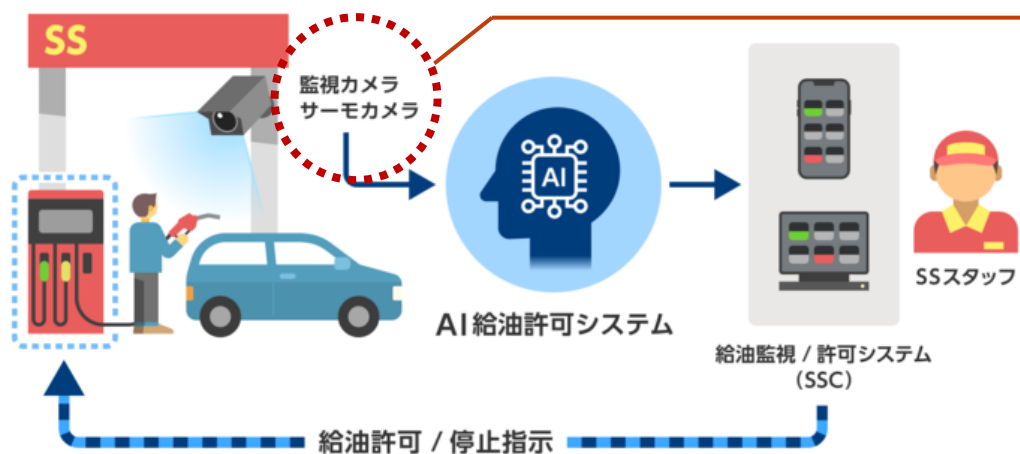 SS
監視カメラ
サーモカメラ
AI
AI給油許可システム
SSスタッフ
給油監視 / 許可システム
(SSC)
給油許可 / 停止指示